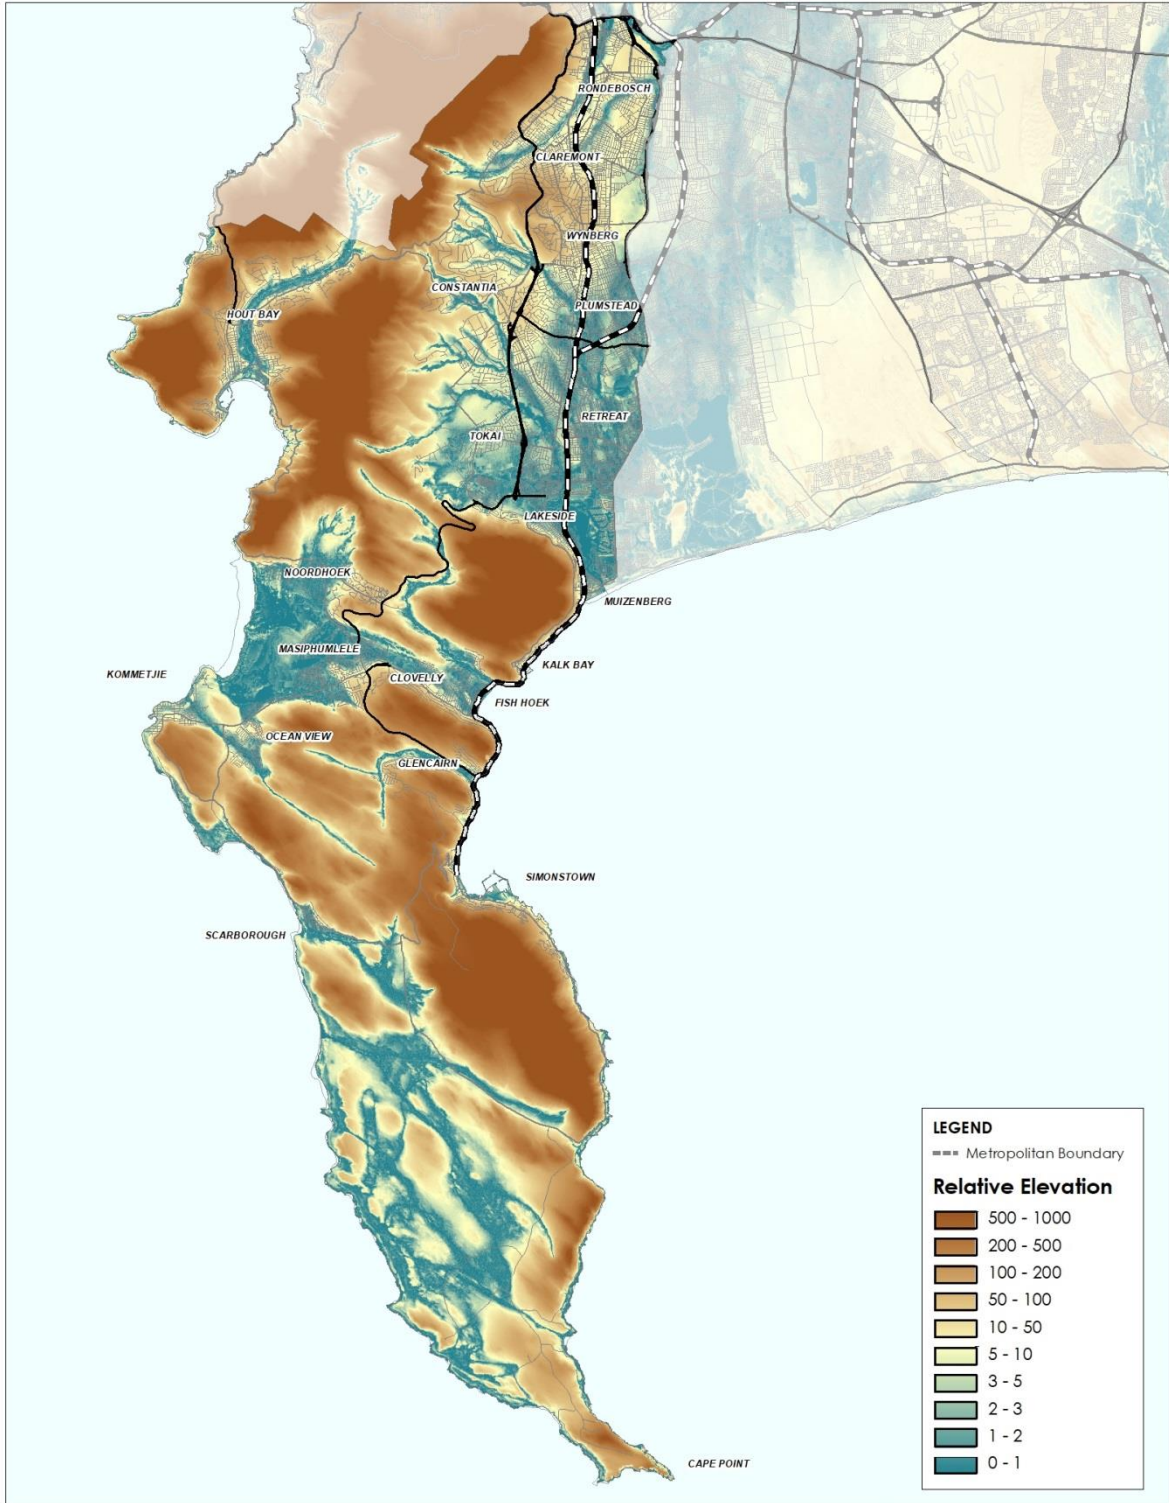 RONDEBOSCH
CLAREMONT
WYNBERG
CONSTANTIA
PLUMSTEAD
HOUT BAY
RETREAT
TOKAI
LAKESIDE
NOORDHOEK
MUIZENBERG
MASIPHUMLELE
KALK BAY
KOMMETJIE
CLOVELLY
FISH HOEK
OCEAN VIEW
GLENCAIRN
SIMONSTOWN
SCARBOROUGH
CAPE POINT
LEGEND
Metropolitan Boundary
Relative Elevation
500 - 1000
200 - 500
100 - 200
50 - 100
10 - 50
5 - 10
3 - 5
2 - 3
1 - 2
0 - 1